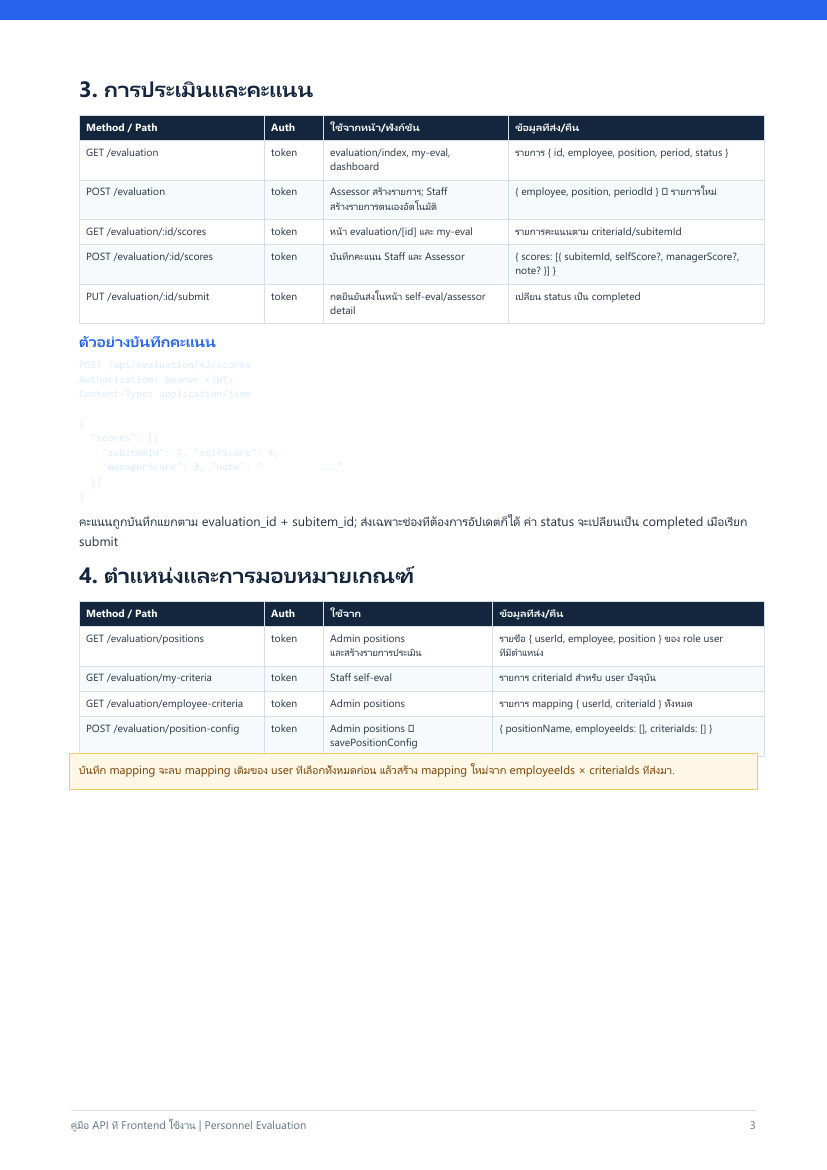 3. การประเมินและคะแนน
Method / Path Auth ใช้จากหน้า/ฟังก์ชัน ข้อมูลที่ส่ง/คืน
GET /evaluation token evaluation/index, my-eval, dashboard รายการ { id, employee, position, period, status }
POST /evaluation token Assessor สร้างรายการ; Staff สร้างรายการตนเองอัตโนมัติ { employee, position, periodId } รายการใหม่
GET /evaluation/:id/scores token หน้า evaluation/[id] และ my-eval รายการคะแนนตาม criteriaId/subitemId
POST /evaluation/:id/scores token บันทึกคะแนน Staff และ Assessor { scores: [{ subitemId, selfScore?, managerScore?, note? }] }
PUT /evaluation/:id/submit token กดยืนยันส่งในหน้า self-eval/assessor detail เปลี่ยน status เป็น completed
ตัวอย่างบันทึกคะแนน
POST /api/evaluation/42/scores
Authorization: Bearer <JWT>
Content-Type: application/json
{
"scores": [{
"subitemId": 7, "selfScore": 4,
"managerScore": 3, "note": " ..."
}]
}
คะแนนถูกบันทึกแยกตาม evaluation_id + subitem_id; ส่งเฉพาะช่องที่ต้องการอัปเดตก็ได้ ค่า status จะเปลี่ยนเป็น completed เมื่อเรียก
submit
4. ตำแหน่งและการมอบหมายเกณฑ์
Method / Path Auth ใช้จาก ข้อมูลที่ส่ง/คืน
GET /evaluation/positions token Admin positions และสร้างรายการประเมิน รายชื่อ { userId, employee, position } ของ role user ที่มีตำแหน่ง
GET /evaluation/my-criteria token Staff self-eval รายการ criteriaId สำหรับ user ปัจจุบัน
GET /evaluation/employee-criteria token Admin positions รายการ mapping { userId, criteriaId } ทั้งหมด
POST /evaluation/position-config token Admin positions savePositionConfig { positionName, employeeIds: [], criteriaIds: [] }
บันทึก mapping จะลบ mapping เดิมของ user ที่เลือกทั้งหมดก่อน แล้วสร้าง mapping ใหม่จาก employeeIds × criteriaIds ที่ส่งมา.
คู่มือ API ที่ Frontend ใช้งาน | Personnel Evaluation 3